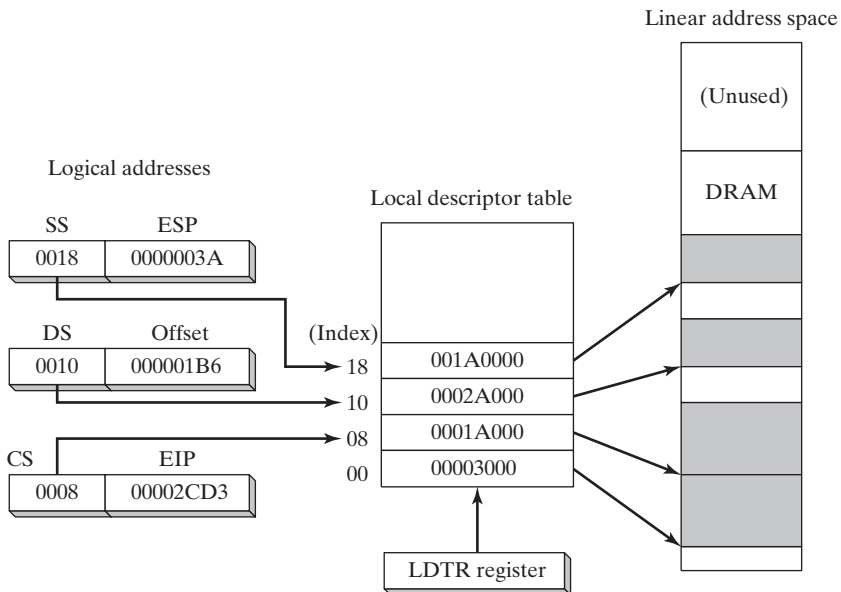 Linear address space
(Unused)
DRAM
Logical addresses
SS ESP
0018 0000003A
DS Offset
0010 000001B6
CS EIP
0008 00002CD3
Local descriptor table
(Index)
18 001A0000
10 0002A000
08 0001A000
00 00003000
LDTR register